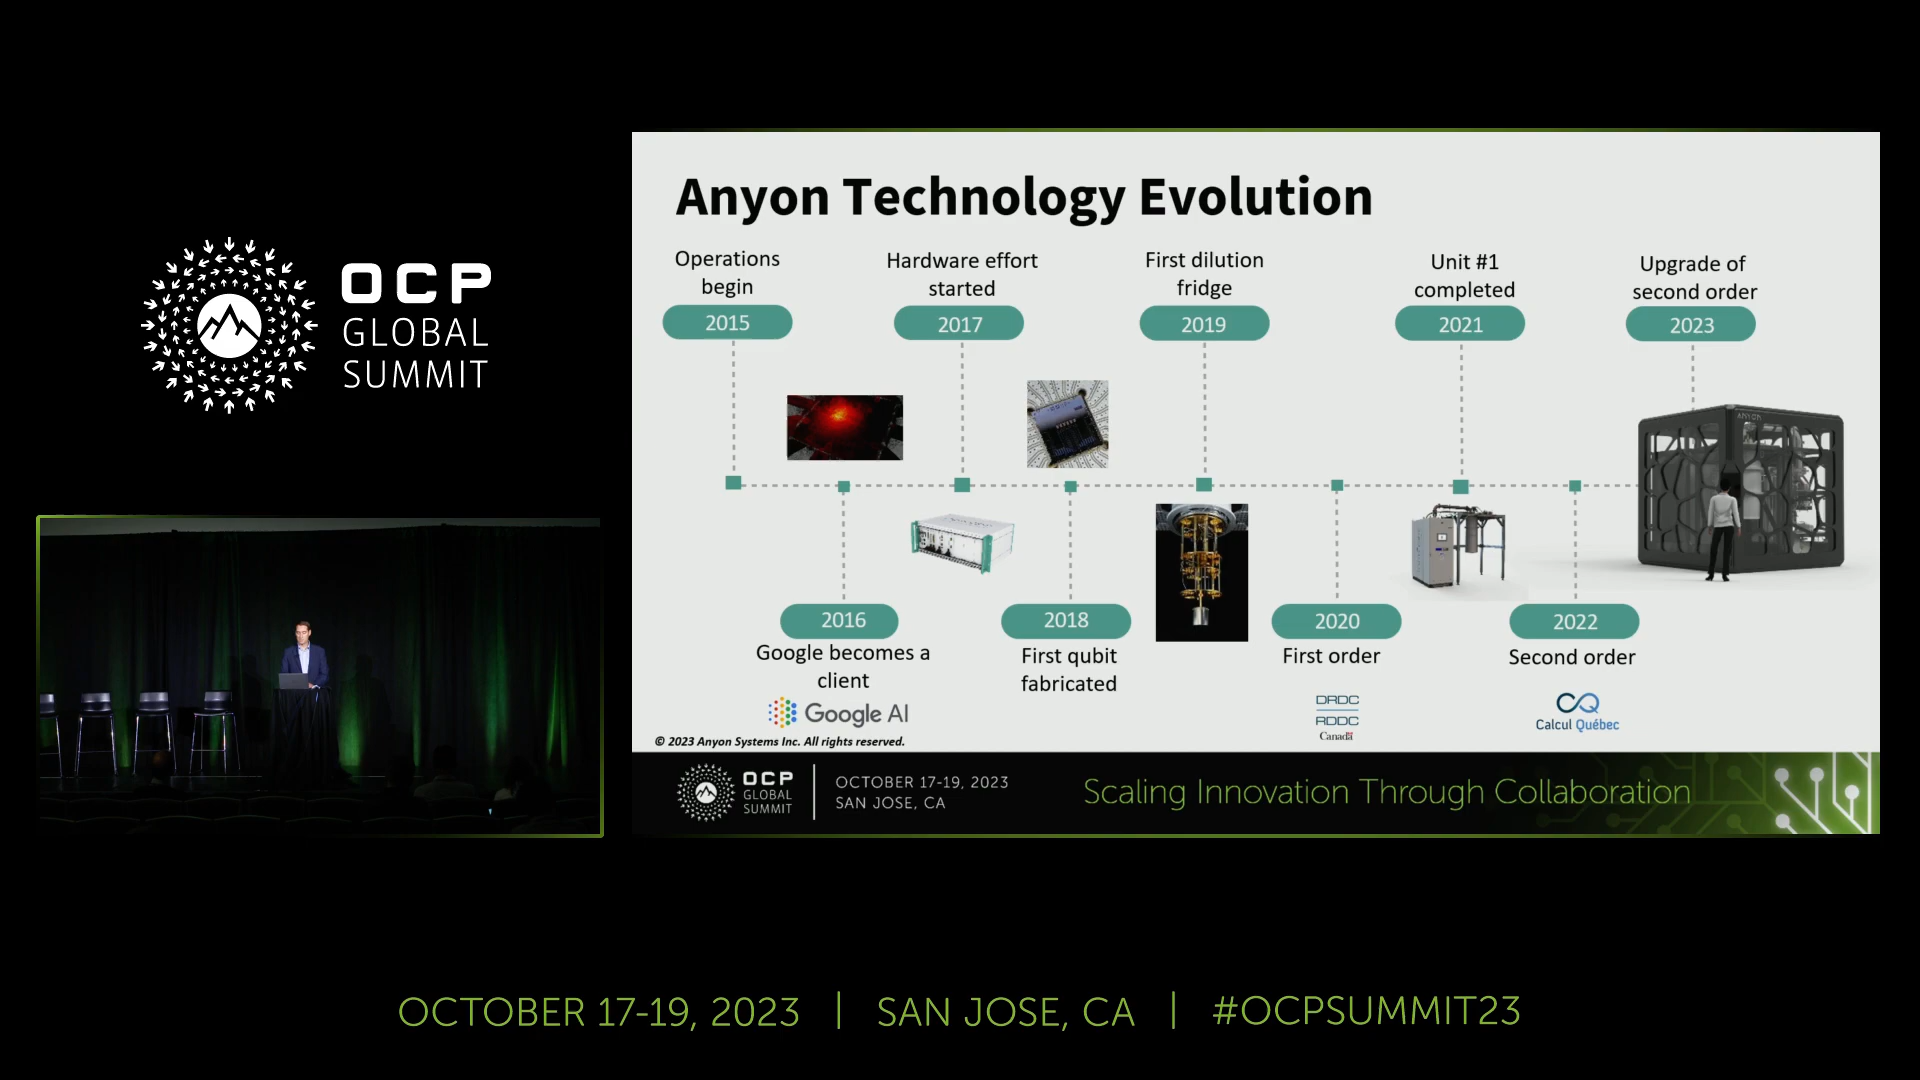 OCP
GLOBAL
SUMMIT
Anyon Technology Evolution
Operations
begin
2015
Hardware effort
started
2017
First dilution
fridge
2019
Unit #1
completed
2021
Upgrade of
second order
2023
ANYON
2016
Google becomes a
client
Google AI
2018
First qubit
fabricated
2020
First order
DRDC
RDDC
Canada
2022
Second order
CQ
Calcul Québec
© 2023 Anyon Systems Inc. All rights reserved.
OCP
GLOBAL
SUMMIT
OCTOBER 17-19, 2023
SAN JOSE, CA
Scaling Innovation Through Collaboration
OCTOBER 17-19, 2023 | SAN JOSE, CA | #OCPSUMMIT23